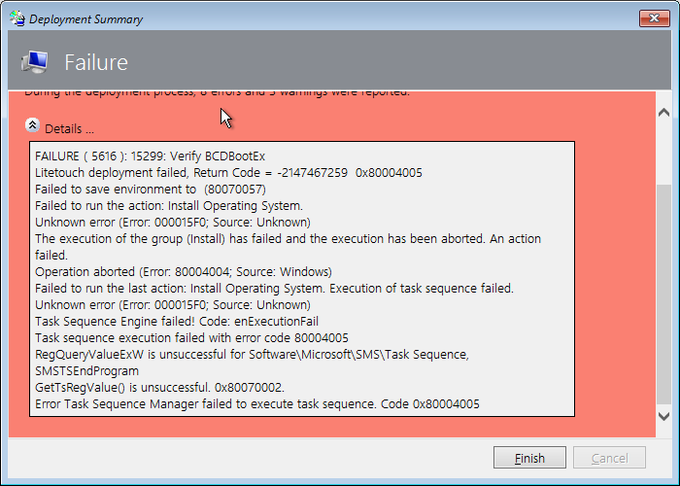 Deployment Summary
Failure
During the deployment process, 6 errors and 3 warnings were reported.
Details ...
FAILURE ( 5616 ): 15299: Verify BCDBootEx
Litetouch deployment failed, Return Code = -2147467259  0x80004005
Failed to save environment to  (80070057)
Failed to run the action: Install Operating System.
Unknown error (Error: 000015F0; Source: Unknown)
The execution of the group (Install) has failed and the execution has been aborted. An action
failed.
Operation aborted (Error: 80004004; Source: Windows)
Failed to run the last action: Install Operating System. Execution of task sequence failed.
Unknown error (Error: 000015F0; Source: Unknown)
Task Sequence Engine failed! Code: enExecutionFail
Task sequence execution failed with error code 80004005
RegQueryValueExW is unsuccessful for Software\Microsoft\SMS\Task Sequence,
SMSTSEndProgram
GetTsRegValue() is unsuccessful. 0x80070002.
Error Task Sequence Manager failed to execute task sequence. Code 0x80004005
Finish
Cancel